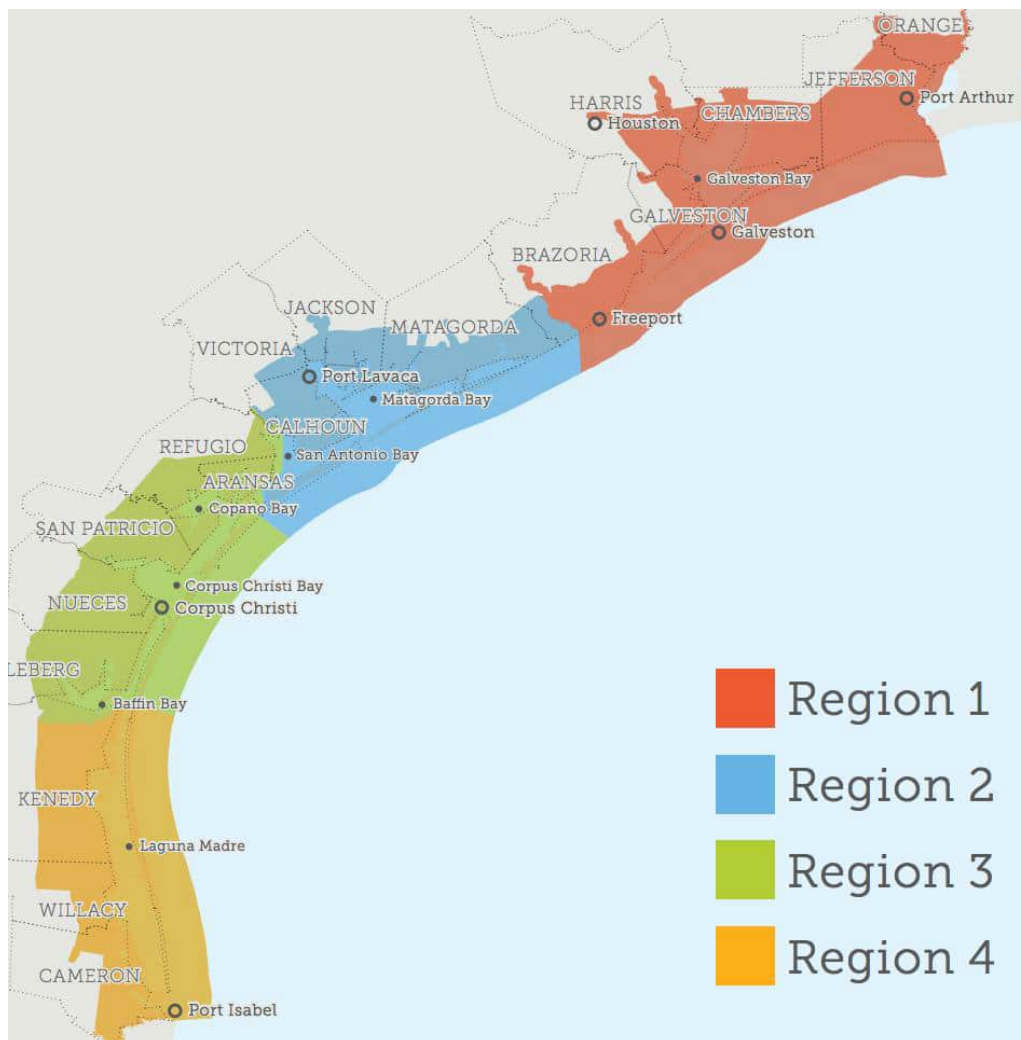 ORANGE
JEFFERSON
Port Arthur
HARRIS
CHAMBERS
Houston
Galveston Bay
GALVESTON
Galveston
BRAZORIA
JACKSON
Freeport
MATAGORDA
VICTORIA
Port Lavaca
Matagorda Bay
CALHOUN
REFUGIO
San Antonio Bay
ARANSAS
Copano Bay
SAN PATRICIO
Corpus Christi Bay
NUECES
Corpus Christi
LEBERG
Baffin Bay
KENEDY
Laguna Madre
WILLACY
CAMERON
Port Isabel
Region 1
Region 2
Region 3
Region 4